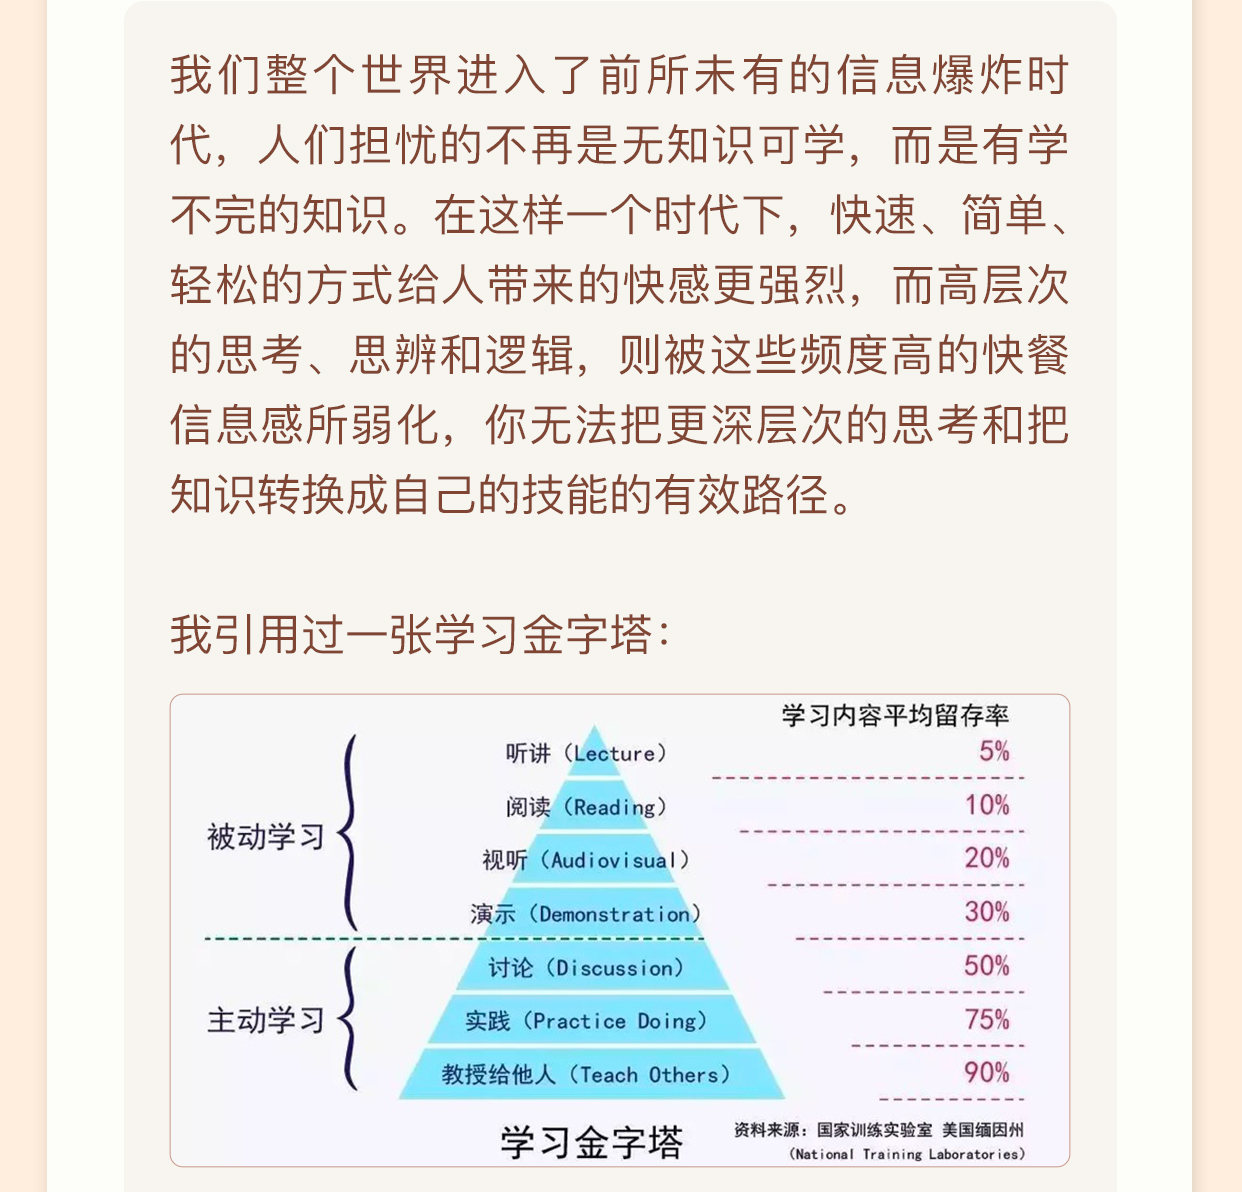 我们整个世界进入了前所未有的信息爆炸时
代，人们担忧的不再是无知识可学，而是有学
不完的知识。在这样一个时代下，快速、简单、
轻松的方式给人带来的快感更强烈，而高层次
的思考、思辨和逻辑，则被这些频度高的快餐
信息感所弱化，你无法把更深层次的思考和把
知识转换成自己的技能的有效路径。
我引用过一张学习金字塔：
学习内容平均留存率
听讲（Lecture） 5%
阅读（Reading） 10%
被动学习
视听（Audiovisual） 20%
演示（Demonstration） 30%
讨论（Discussion） 50%
主动学习
实践（Practice Doing） 75%
教授给他人（Teach Others） 90%
学习金字塔
资料来源：国家训练实验室 美国缅因州
（National Training Laboratories）